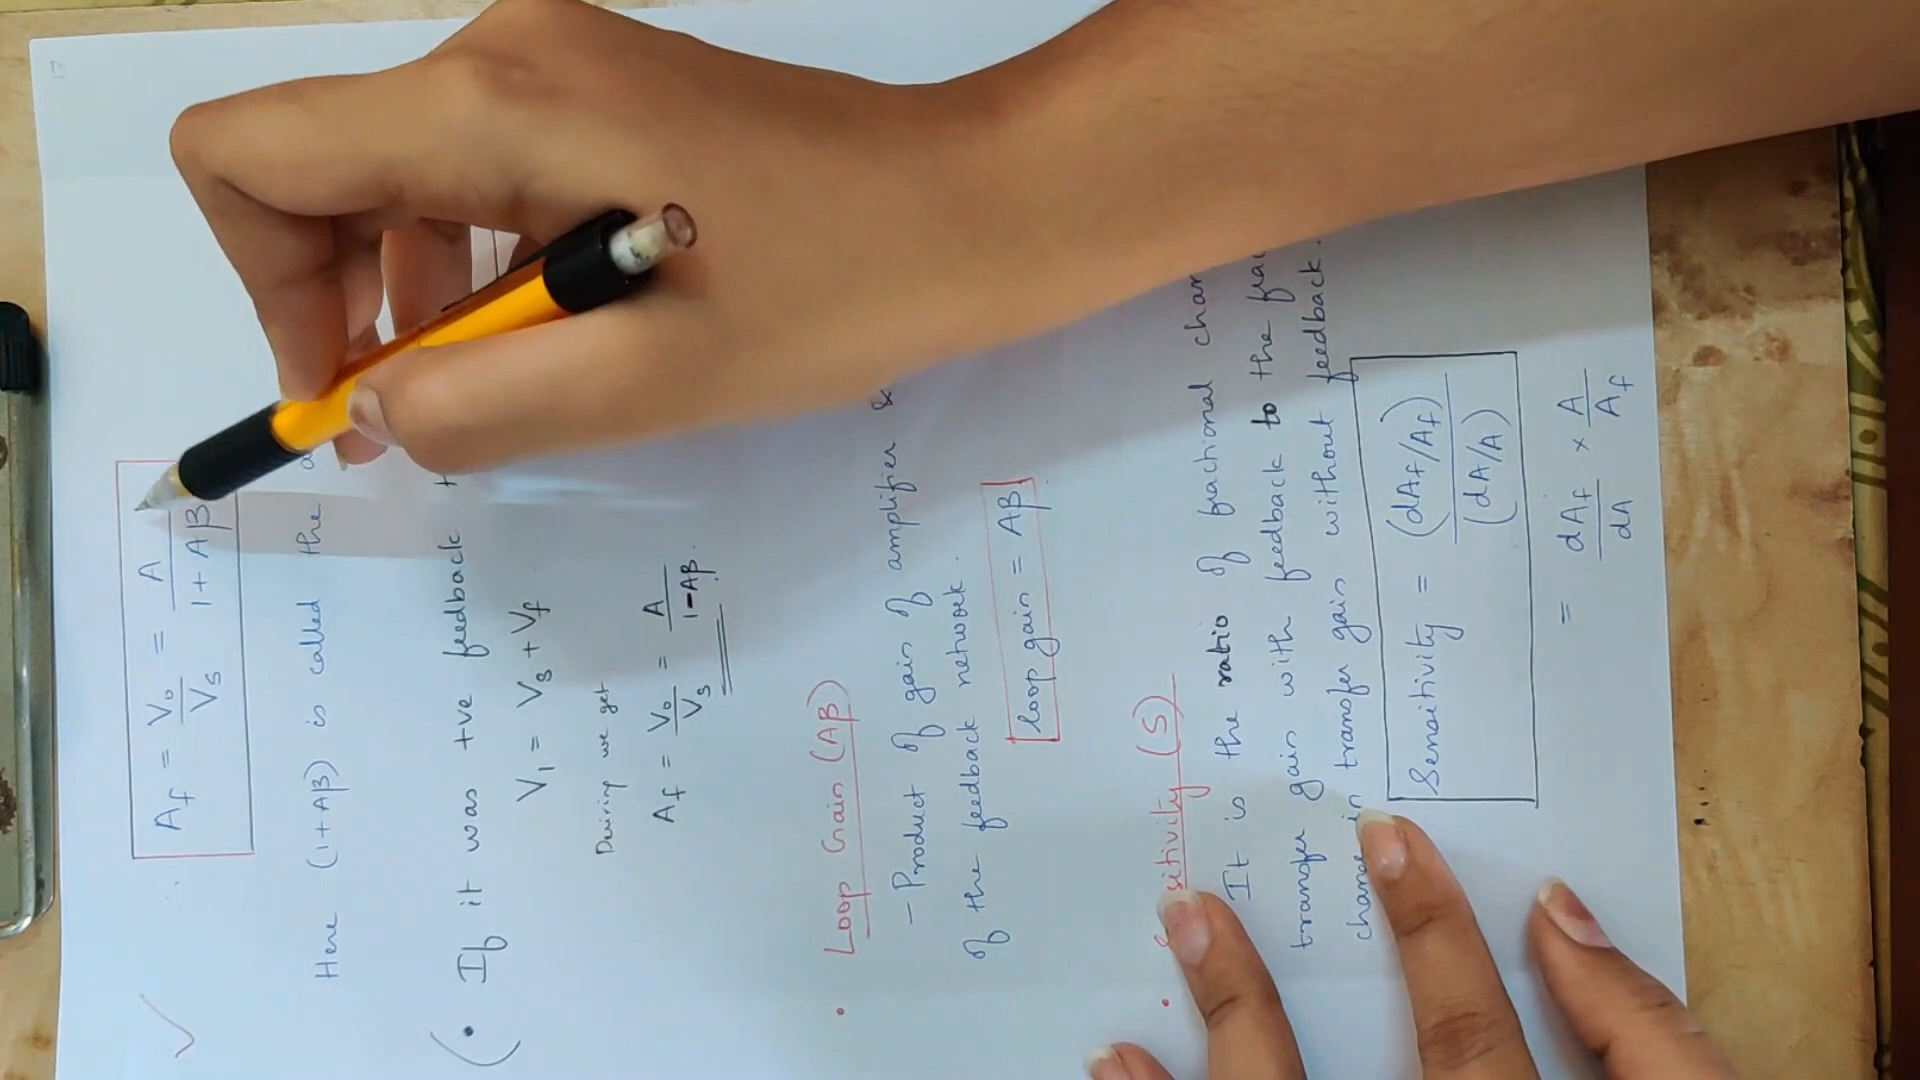 Af = Vo/Vs = A/(1+Aβ)
Here (1+Aβ) is called the
(• If it was +ve feedback
V1 = Vs + Vf
During we get
Af = Vo/Vs = A/(1-Aβ).
• Loop Gain (Aβ)
– Product of gain of amplifier &
of the feedback network.
loop gain = Aβ
• sitivity (S)
It is the ratio of fractional
transfer gain with feedback to the
change in transfer gain without feedback.
Sensitivity = (dAf/Af)/(dA/A)
= dAf/dA × A/Af